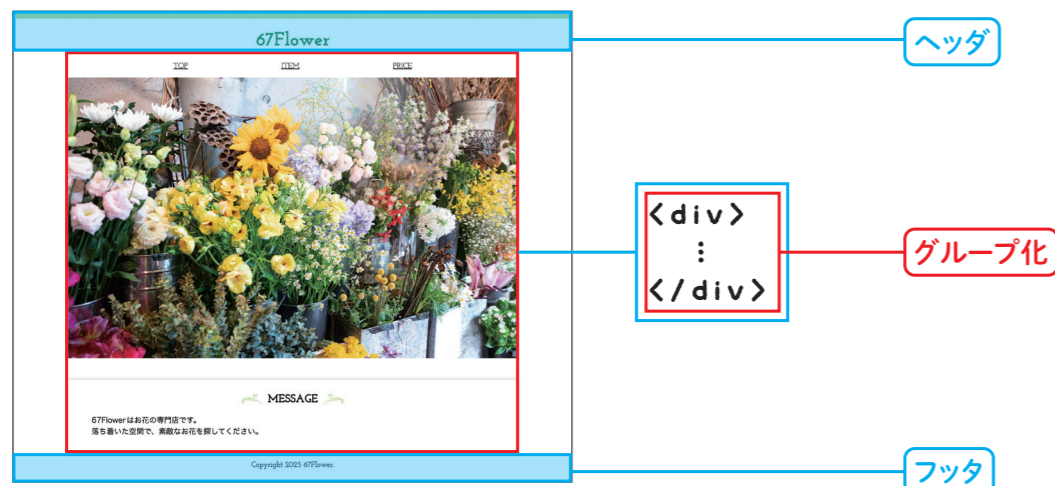 67Flower
ヘッダ
TOP ITEM PRICE
<div>
⋮
</div>
グループ化
MESSAGE
67Flowerはお花の専門店です。
落ち着いた空間で、素敵なお花を探してください。
Copyright 2025 67Flower.
フッタ